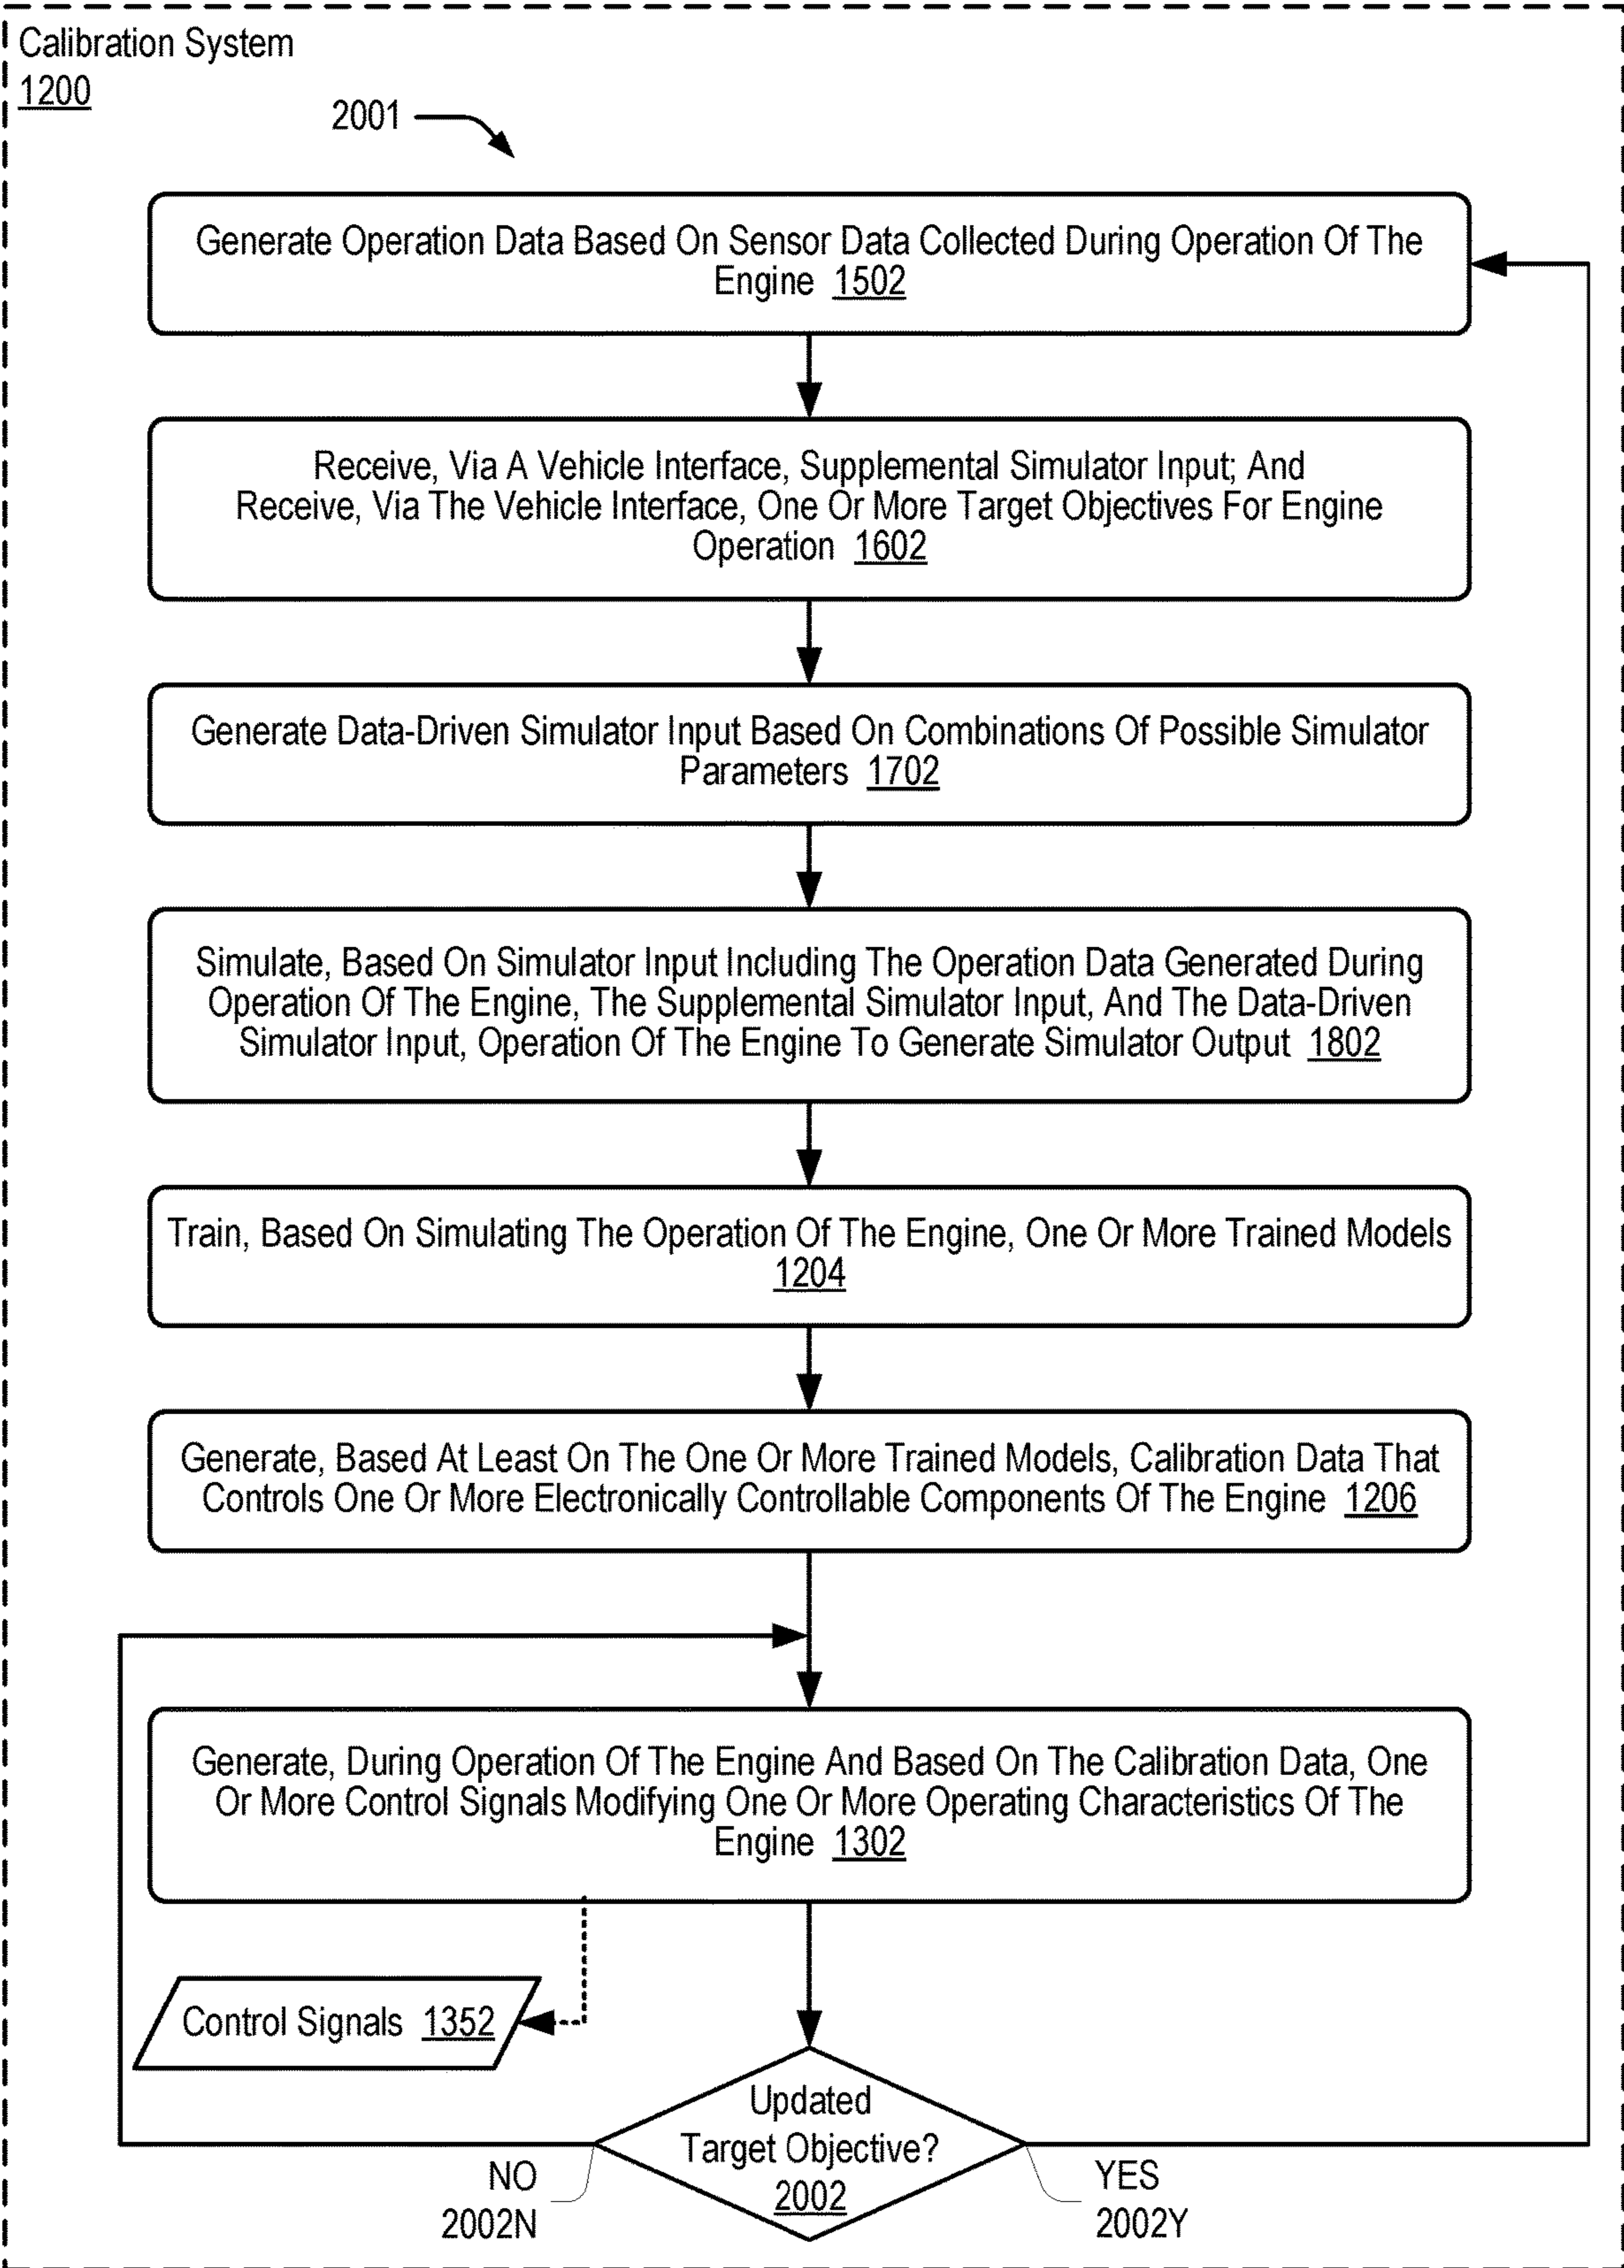 Calibration System
1200
2001
Generate Operation Data Based On Sensor Data Collected During Operation Of The
Engine 1502
Receive, Via A Vehicle Interface, Supplemental Simulator Input; And
Receive, Via The Vehicle Interface, One Or More Target Objectives For Engine
Operation 1602
Generate Data-Driven Simulator Input Based On Combinations Of Possible Simulator
Parameters 1702
Simulate, Based On Simulator Input Including The Operation Data Generated During
Operation Of The Engine, The Supplemental Simulator Input, And The Data-Driven
Simulator Input, Operation Of The Engine To Generate Simulator Output 1802
Train, Based On Simulating The Operation Of The Engine, One Or More Trained Models
1204
Generate, Based At Least On The One Or More Trained Models, Calibration Data That
Controls One Or More Electronically Controllable Components Of The Engine 1206
Generate, During Operation Of The Engine And Based On The Calibration Data, One
Or More Control Signals Modifying One Or More Operating Characteristics Of The
Engine 1302
Control Signals 1352
Updated
Target Objective?
2002
NO
2002N
YES
2002Y